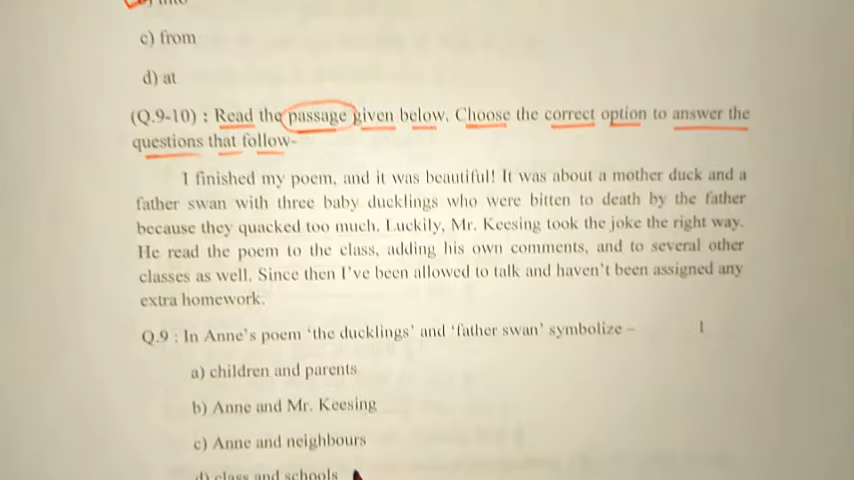 b) into
c) from
d) at
(Q.9-10) : Read the passage given below. Choose the correct option to answer the
questions that follow-
I finished my poem, and it was beautiful! It was about a mother duck and a
father swan with three baby ducklings who were bitten to death by the father
because they quacked too much. Luckily, Mr. Keesing took the joke the right way.
He read the poem to the class, adding his own comments, and to several other
classes as well. Since then I've been allowed to talk and haven't been assigned any
extra homework.
Q.9 : In Anne's poem 'the ducklings' and 'father swan' symbolize – 1
a) children and parents
b) Anne and Mr. Keesing
c) Anne and neighbours
d) class and schools